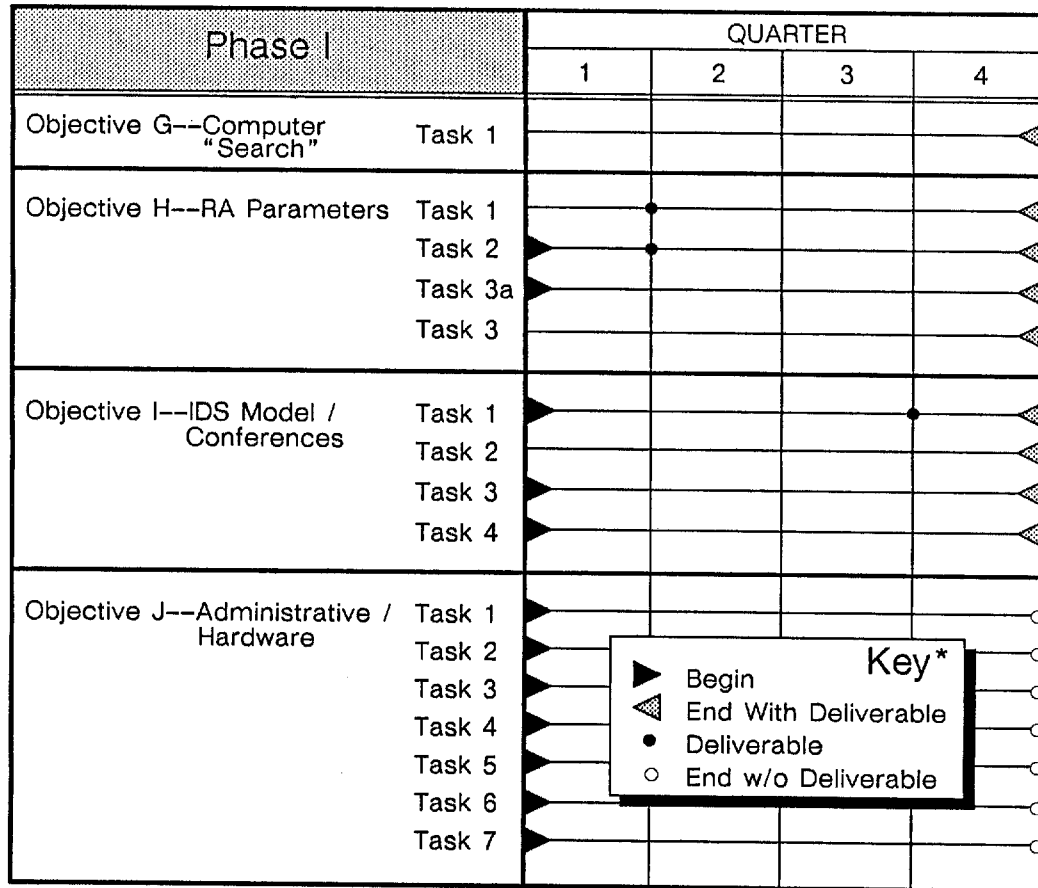 Phase I
QUARTER
1 2 3 4
Objective G--Computer Task 1
"Search"
Objective H--RA Parameters Task 1
Task 2
Task 3a
Task 3
Objective I--IDS Model / Task 1
Conferences
Task 2
Task 3
Task 4
Objective J--Administrative / Task 1
Hardware
Task 2
Task 3
Task 4
Task 5
Task 6
Task 7
Key*
Begin
End With Deliverable
Deliverable
End w/o Deliverable